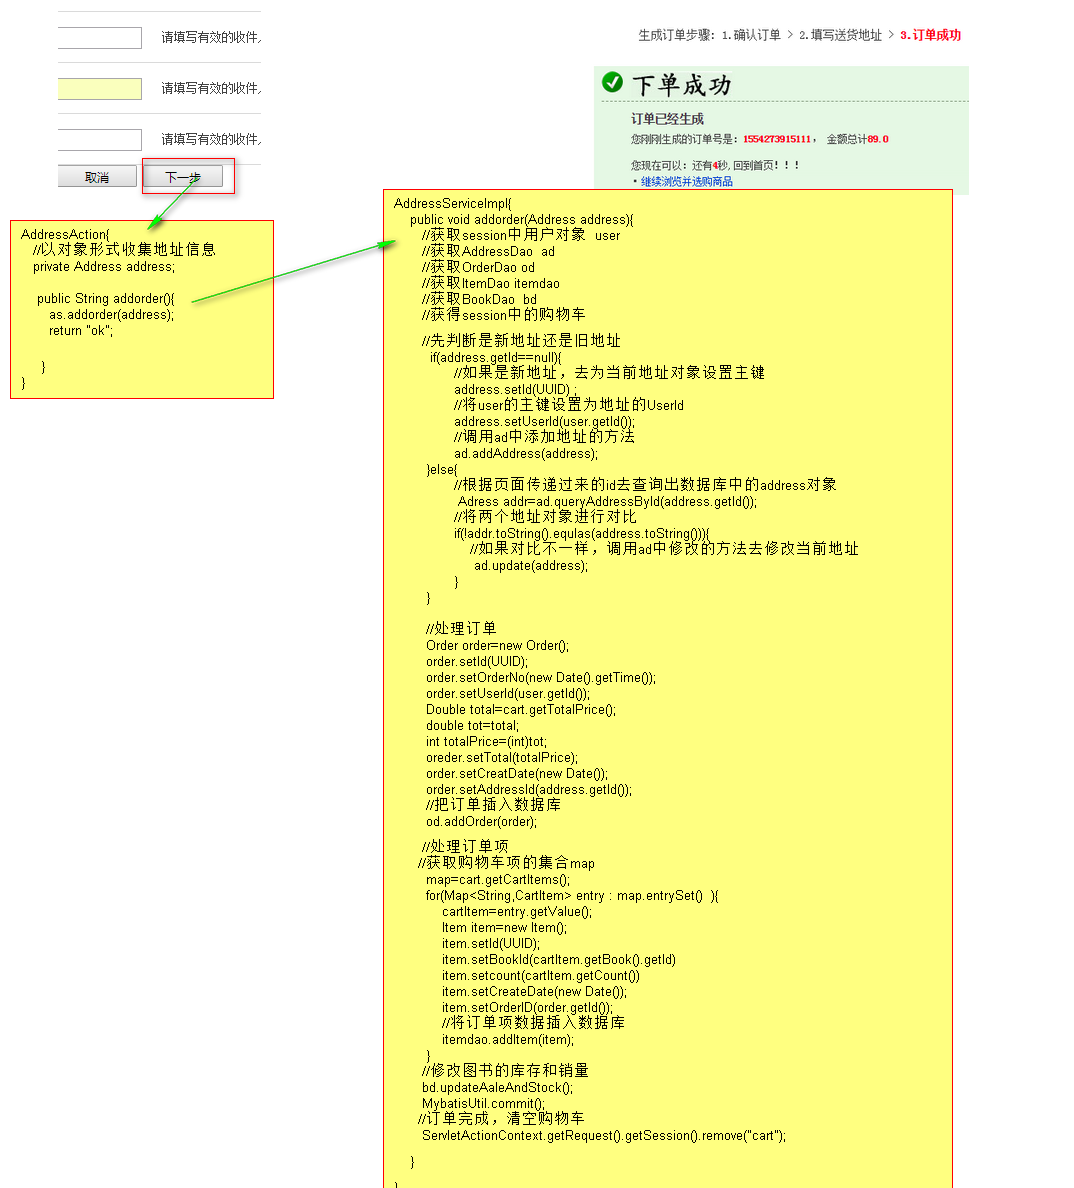 请填写有效的收件
请填写有效的收件
请填写有效的收件
取消
下一步
生成订单步骤: 1.确认订单 > 2.填写送货地址 > 3.订单成功
下单成功
订单已经生成
您刚刚生成的订单号是：1554273915111， 金额总计89.0
您现在可以：还有4秒,回到首页！！！
·继续浏览并选购商品
AddressAction{
//以对象形式收集地址信息
private Address address;
public String addorder(){
as.addorder(address);
return "ok";
}
}
AddressServiceImpl{
public void addorder(Address address){
//获取session中用户对象 user
//获取AddressDao ad
//获取OrderDao od
//获取ItemDao itemdao
//获取BookDao bd
//获得session中的购物车
//先判断是新地址还是旧地址
if(address.getId==null){
//如果是新地址，去为当前地址对象设置主键
address.setId(UUID) ;
//将user的主键设置为地址的UserId
address.setUserId(user.getId());
//调用ad中添加地址的方法
ad.addAddress(address);
}else{
//根据页面传递过来的id去查询出数据库中的address对象
Adress addr=ad.queryAddressById(address.getId());
//将两个地址对象进行对比
if(!addr.toString().equlas(address.toString())){
//如果对比不一样，调用ad中修改的方法去修改当前地址
ad.update(address);
}
}
//处理订单
Order order=new Order();
order.setId(UUID);
order.setOrderNo(new Date().getTime());
order.setUserId(user.getId());
Double total=cart.getTotalPrice();
double tot=total;
int totalPrice=(int)tot;
oreder.setTotal(totalPrice);
order.setCreatDate(new Date());
order.setAddressId(address.getId());
//把订单插入数据库
od.addOrder(order);
//处理订单项
//获取购物车项的集合map
map=cart.getCartItems();
for(Map<String,CartItem> entry : map.entrySet() ){
cartItem=entry.getValue();
Item item=new Item();
item.setId(UUID);
item.setBookId(cartItem.getBook().getId)
item.setcount(cartItem.getCount())
item.setCreateDate(new Date());
item.setOrderID(order.getId());
//将订单项数据插入数据库
itemdao.addItem(item);
}
//修改图书的库存和销量
bd.updateAaleAndStock();
MybatisUtil.commit();
//订单完成，清空购物车
ServletActionContext.getRequest().getSession().remove("cart");
}
}